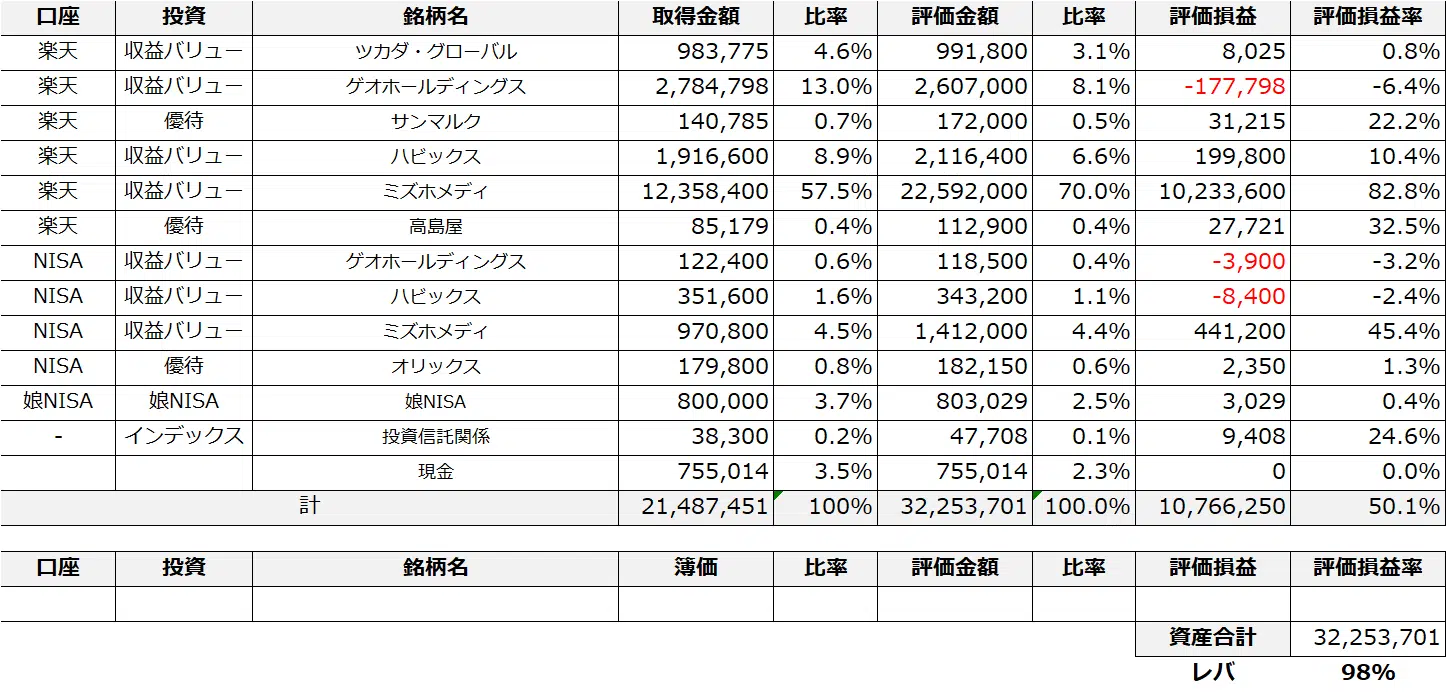 口座 投資 銘柄名 取得金額 比率 評価金額 比率 評価損益 評価損益率
楽天 収益バリュー ツカダ・グローバル 983,775 4.6% 991,800 3.1% 8,025 0.8%
楽天 収益バリュー ゲオホールディングス 2,784,798 13.0% 2,607,000 8.1% -177,798 -6.4%
楽天 優待 サンマルク 140,785 0.7% 172,000 0.5% 31,215 22.2%
楽天 収益バリュー ハビックス 1,916,600 8.9% 2,116,400 6.6% 199,800 10.4%
楽天 収益バリュー ミズホメディ 12,358,400 57.5% 22,592,000 70.0% 10,233,600 82.8%
楽天 優待 高島屋 85,179 0.4% 112,900 0.4% 27,721 32.5%
NISA 収益バリュー ゲオホールディングス 122,400 0.6% 118,500 0.4% -3,900 -3.2%
NISA 収益バリュー ハビックス 351,600 1.6% 343,200 1.1% -8,400 -2.4%
NISA 収益バリュー ミズホメディ 970,800 4.5% 1,412,000 4.4% 441,200 45.4%
NISA 優待 オリックス 179,800 0.8% 182,150 0.6% 2,350 1.3%
娘NISA 娘NISA 娘NISA 800,000 3.7% 803,029 2.5% 3,029 0.4%
- インデックス 投資信託関係 38,300 0.2% 47,708 0.1% 9,408 24.6%
現金 755,014 3.5% 755,014 2.3% 0 0.0%
計 21,487,451 100% 32,253,701 100.0% 10,766,250 50.1%
口座 投資 銘柄名 簿価 比率 評価金額 比率 評価損益 評価損益率
資産合計 32,253,701
レバ 98%